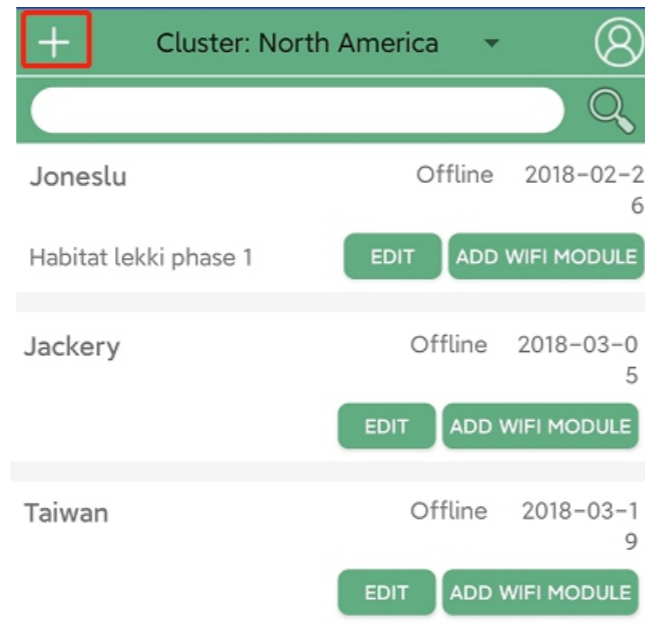 Cluster: North America
Joneslu Offline 2018-02-2
6
Habitat lekki phase 1 EDIT ADD WIFI MODULE
Jackery Offline 2018-03-0
5
EDIT ADD WIFI MODULE
Taiwan Offline 2018-03-1
9
EDIT ADD WIFI MODULE